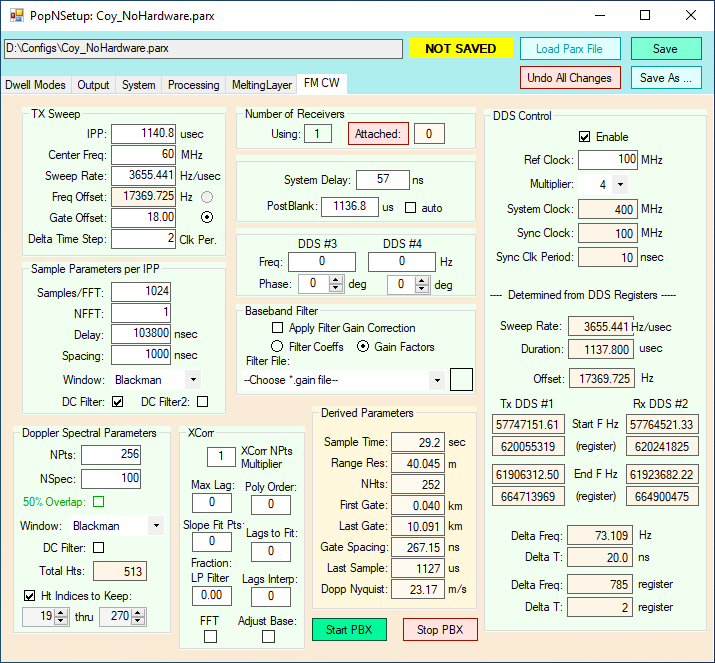 PopNSetup: Coy_NoHardware.parx
D:\Configs\Coy_NoHardware.parx
NOT SAVED
Load Parx File
Save
Undo All Changes
Save As ...
Dwell Modes
Output
System
Processing
MeltingLayer
FM CW
TX Sweep
IPP: 1140.8 usec
Center Freq: 60 MHz
Sweep Rate: 3655.441 Hz/usec
Freq Offset: 17369.725 Hz
Gate Offset: 18.00
Delta Time Step: 2 Clk Per.
Sample Parameters per IPP
Samples/FFT: 1024
NFFT: 1
Delay: 103800 nsec
Spacing: 1000 nsec
Window: Blackman
DC Filter: DC Filter2:
Doppler Spectral Parameters
NPts: 256
NSpec: 100
50% Overlap:
Window: Blackman
DC Filter:
Total Hts: 513
Ht Indices to Keep:
19 thru 270
Number of Receivers
Using: 1 Attached: 0
System Delay: 57 ns
PostBlank: 1136.8 us auto
DDS #3 DDS #4
Freq: 0 0 Hz
Phase: 0 deg 0 deg
Baseband Filter
Apply Filter Gain Correction
Filter Coeffs Gain Factors
Filter File:
--Choose *.gain file--
XCorr
1 XCorr NPts
Multiplier
Max Lag: Poly Order:
0 0
Slope Fit Pts: Lags to Fit:
0 0
Fraction:
LP Filter Lags Interp:
0.00 0
FFT Adjust Base:
Derived Parameters
Sample Time: 29.2 sec
Range Res: 40.045 m
NHts: 252
First Gate: 0.040 km
Last Gate: 10.091 km
Gate Spacing: 267.15 ns
Last Sample: 1127 us
Dopp Nyquist: 23.17 m/s
Start PBX Stop PBX
DDS Control
Enable
Ref Clock: 100 MHz
Multiplier: 4
System Clock: 400 MHz
Sync Clock: 100 MHz
Sync Clk Period: 10 nsec
---- Determined from DDS Registers -----
Sweep Rate: 3655.441 Hz/usec
Duration: 1137.800 usec
Offset: 17369.725 Hz
Tx DDS #1 Rx DDS #2
57747151.61 Start F Hz 57764521.33
620055319 (register) 620241825
61906312.50 End F Hz 61923682.22
664713969 (register) 664900475
Delta Freq: 73.109 Hz
Delta T: 20.0 ns
Delta Freq: 785 register
Delta T: 2 register